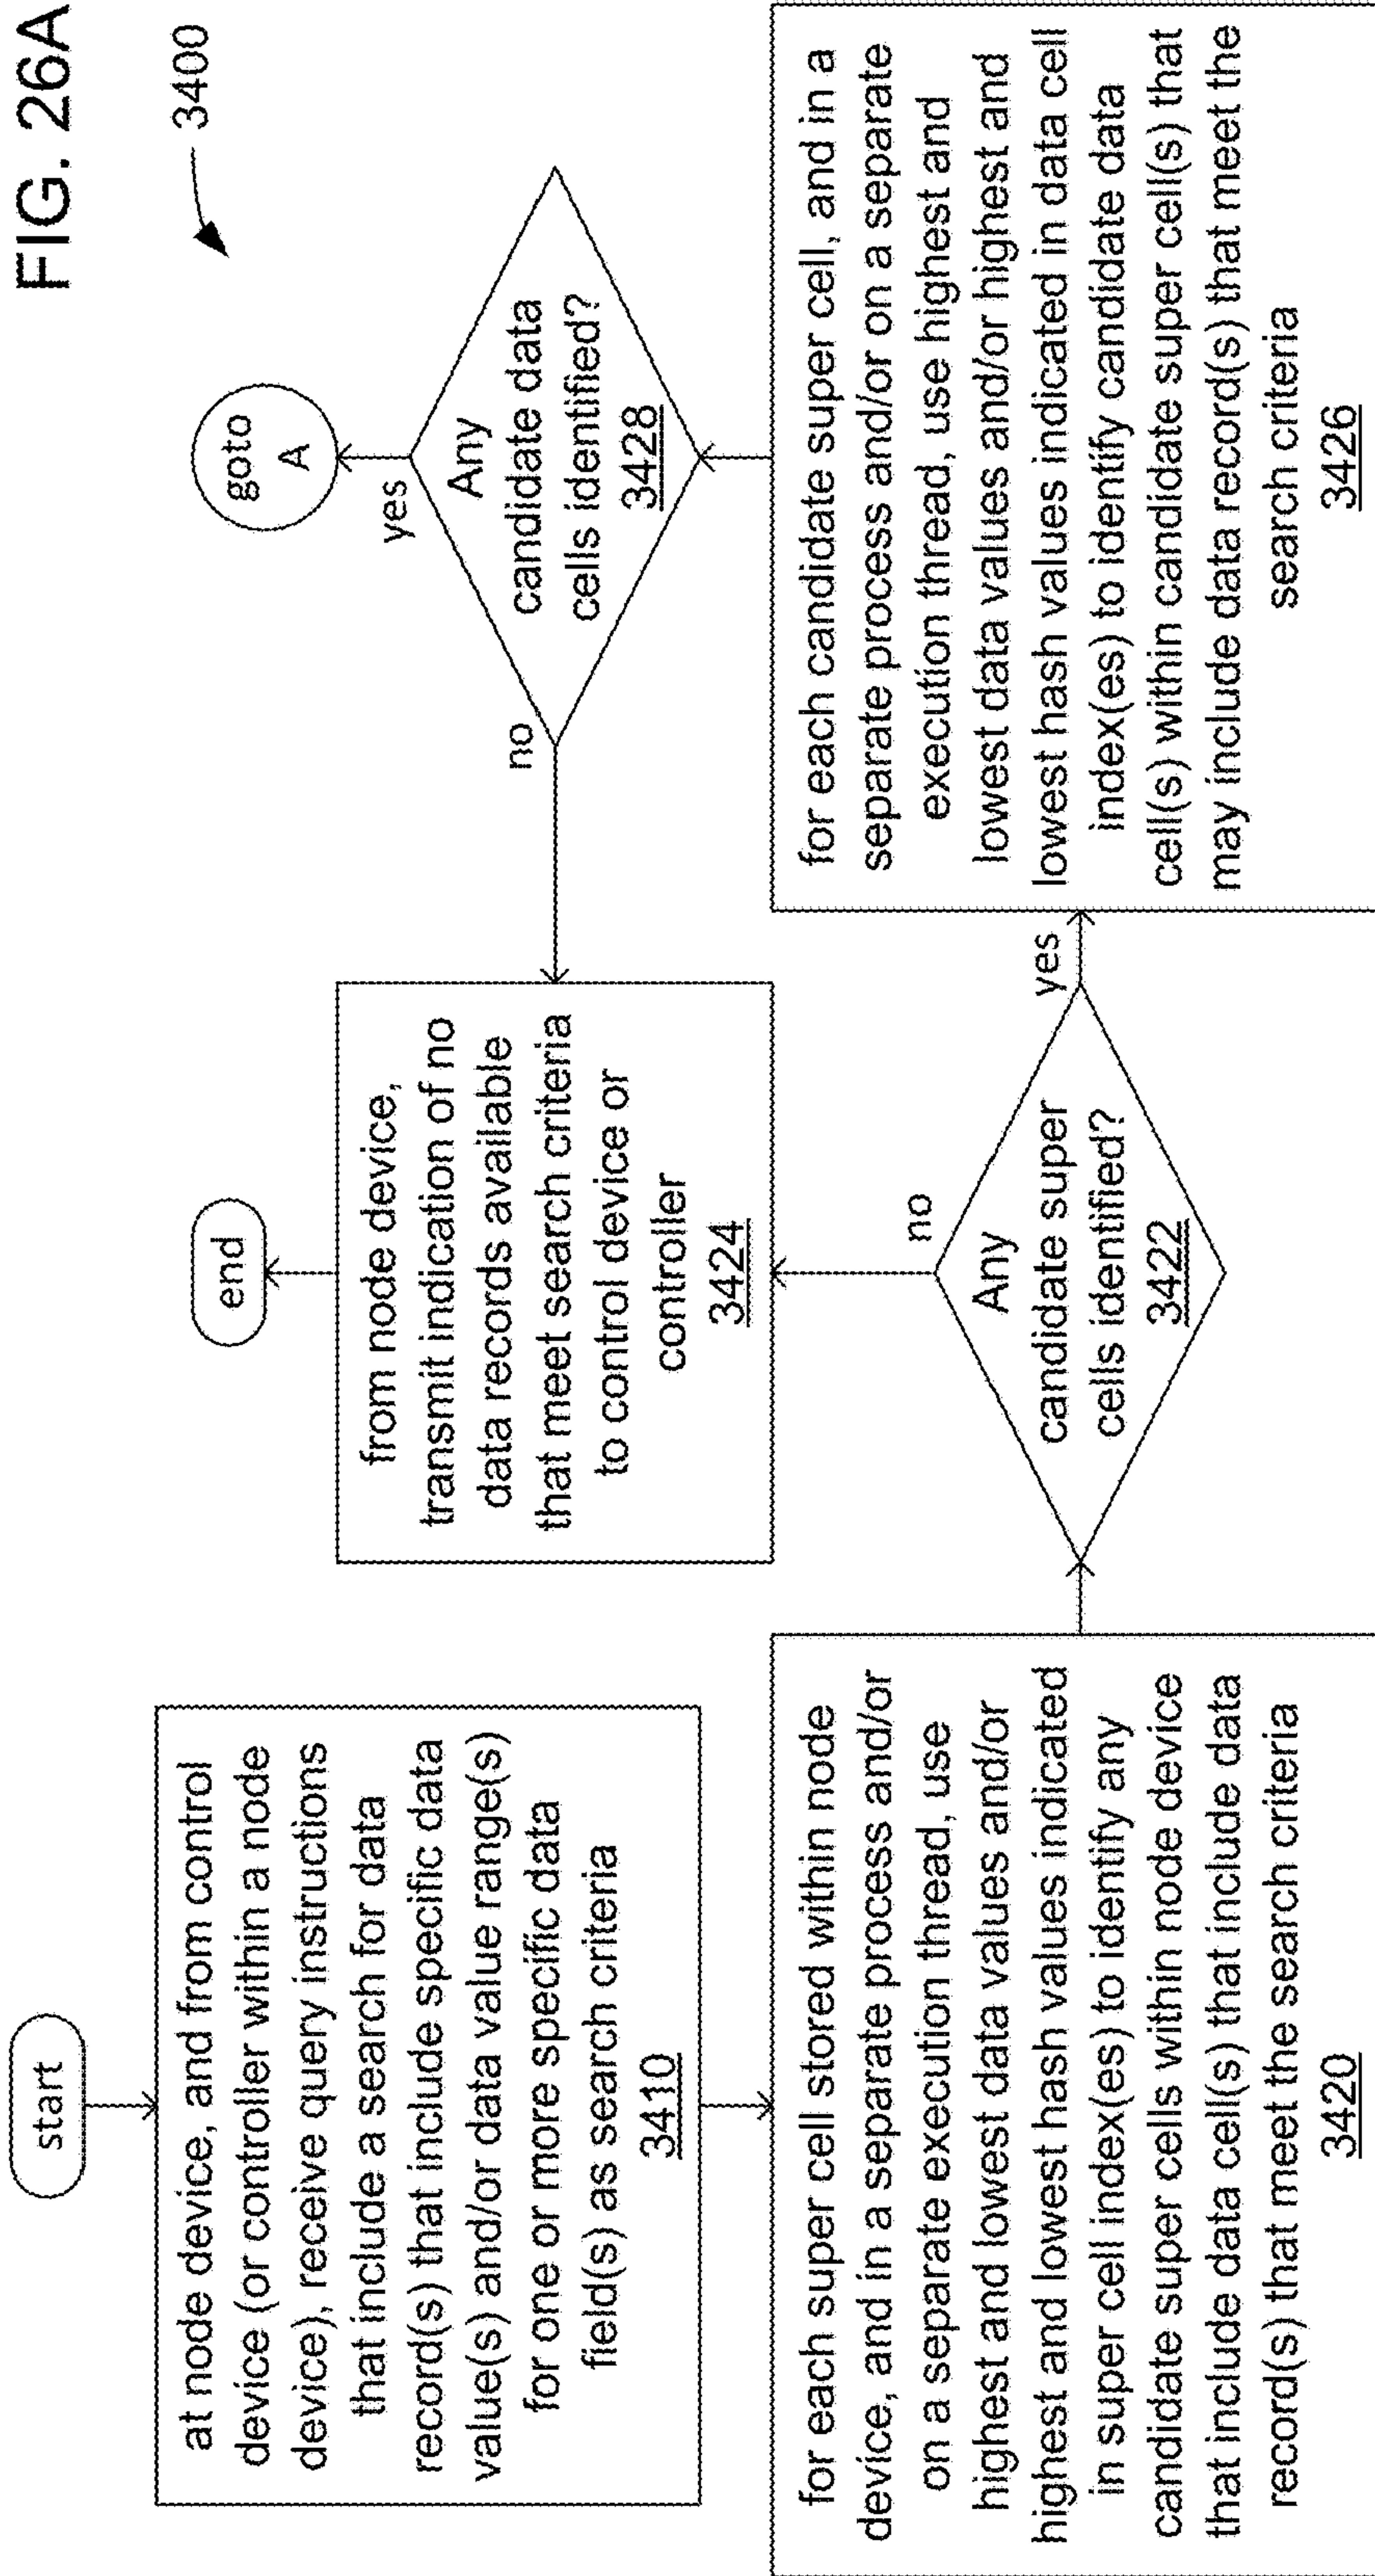 FIG. 26A
3400
start
at node device, and from control
device (or controller within a node
device), receive query instructions
that include a search for data
record(s) that include specific data
value(s) and/or data value range(s)
for one or more specific data
field(s) as search criteria
3410
for each super cell stored within node
device, and in a separate process and/or
on a separate execution thread, use
highest and lowest data values and/or
highest and lowest hash values indicated
in super cell index(es) to identify any
candidate super cells within node device
that include data cell(s) that include data
record(s) that meet the search criteria
3420
Any
candidate super
cells identified?
3422
no
yes
from node device,
transmit indication of no
data records available
that meet search criteria
to control device or
controller
3424
end
for each candidate super cell, and in a
separate process and/or on a separate
execution thread, use highest and
lowest data values and/or highest and
lowest hash values indicated in data cell
index(es) to identify candidate data
cell(s) within candidate super cell(s) that
may include data record(s) that meet the
search criteria
3426
Any
candidate data
cells identified?
3428
no
yes
goto
A